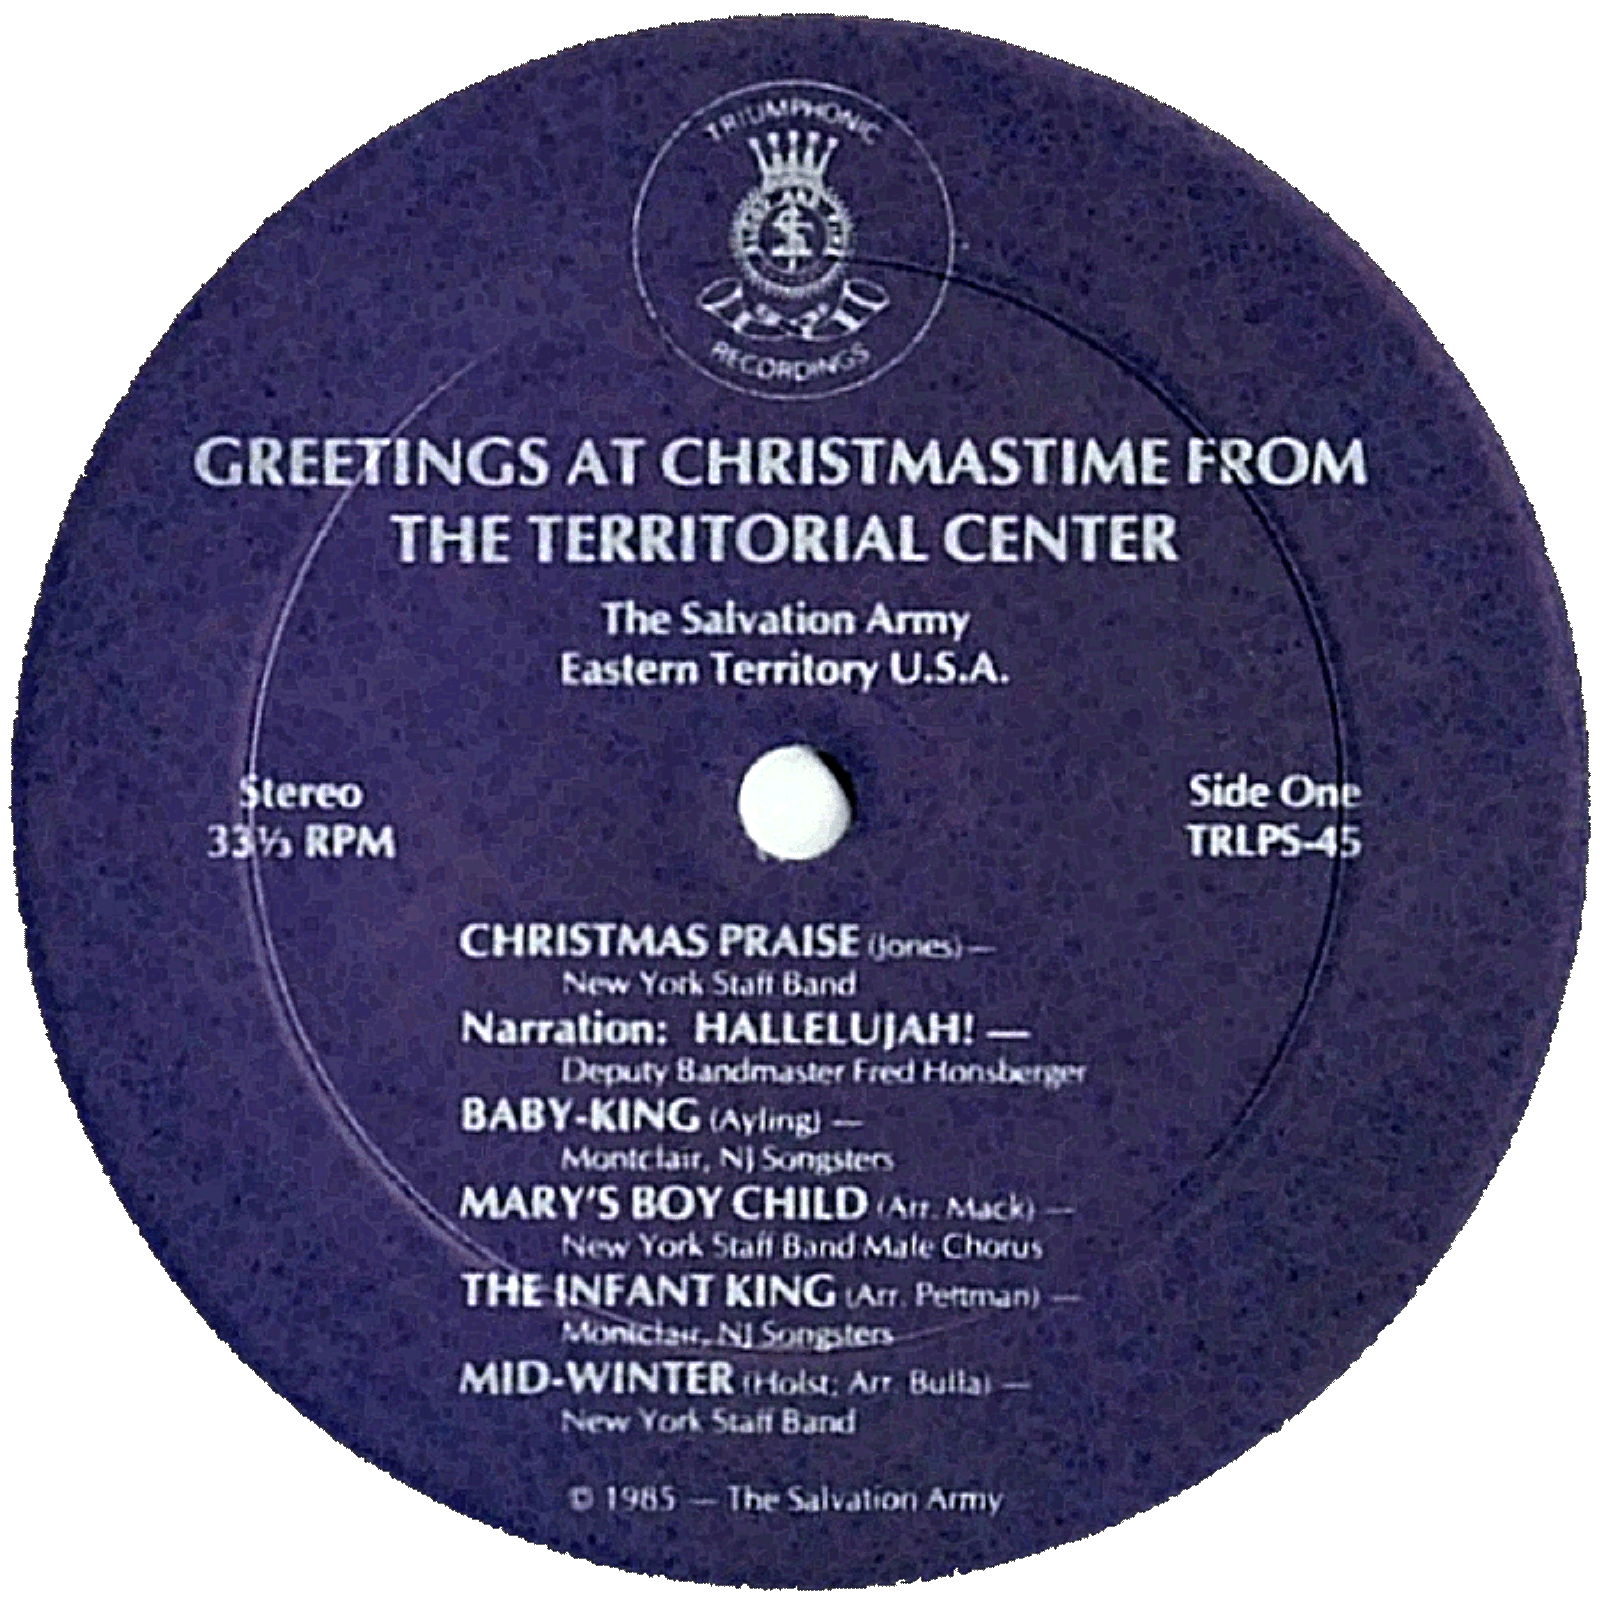 TRIUMPHONIC
RECORDINGS
GREETINGS AT CHRISTMASTIME FROM
THE TERRITORIAL CENTER
The Salvation Army
Eastern Territory U.S.A.
Stereo
33⅓ RPM
Side One
TRLPS-45
CHRISTMAS PRAISE (Jones) —
New York Staff Band
Narration: HALLELUJAH! —
Deputy Bandmaster Fred Honsberger
BABY-KING (Ayling) —
Montclair, NJ Songsters
MARY'S BOY CHILD (Arr. Mack) —
New York Staff Band Male Chorus
THE INFANT KING (Arr. Pettman) —
Montclair, NJ Songsters
MID-WINTER (Holst; Arr. Bulla) —
New York Staff Band
© 1985 — The Salvation Army